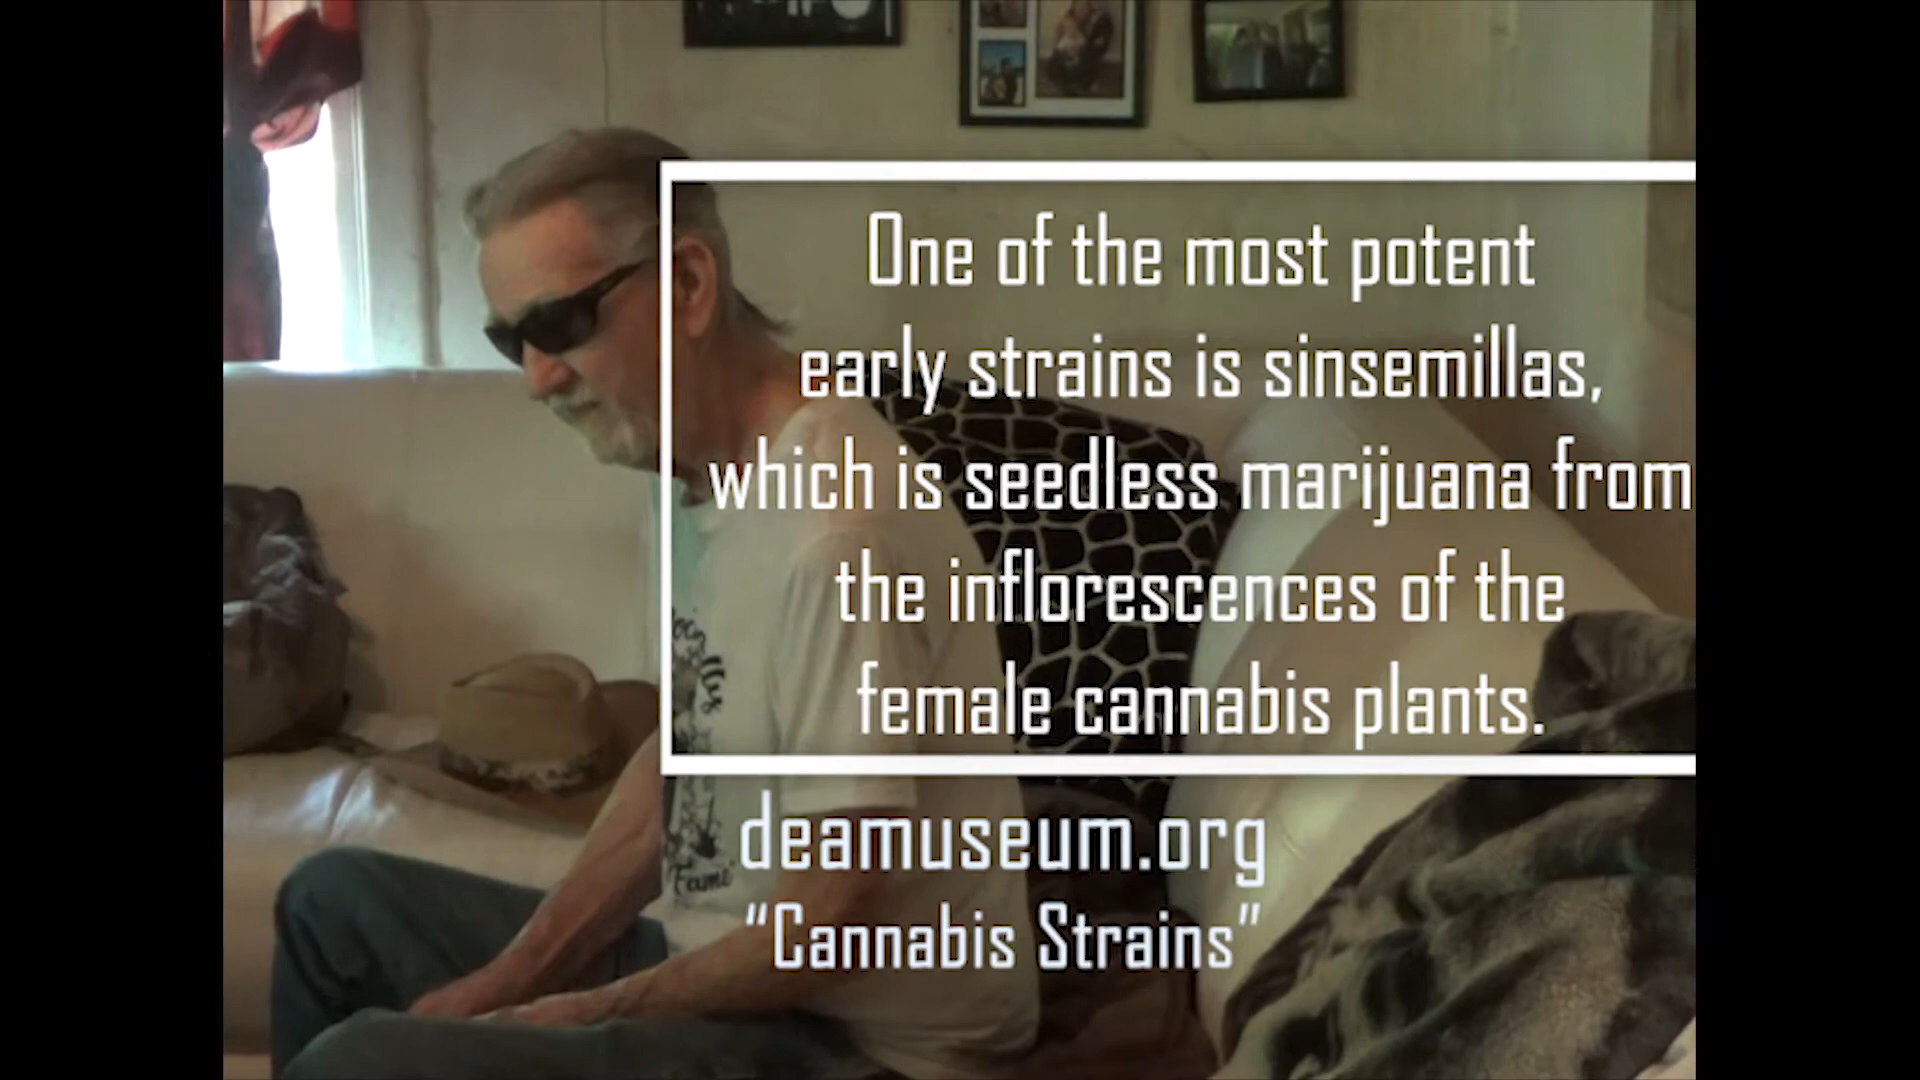 One of the most potent
early strains is sinsemillas,
which is seedless marijuana from
the inflorescences of the
female cannabis plants.
deamuseum.org
“Cannabis Strains”
Fame